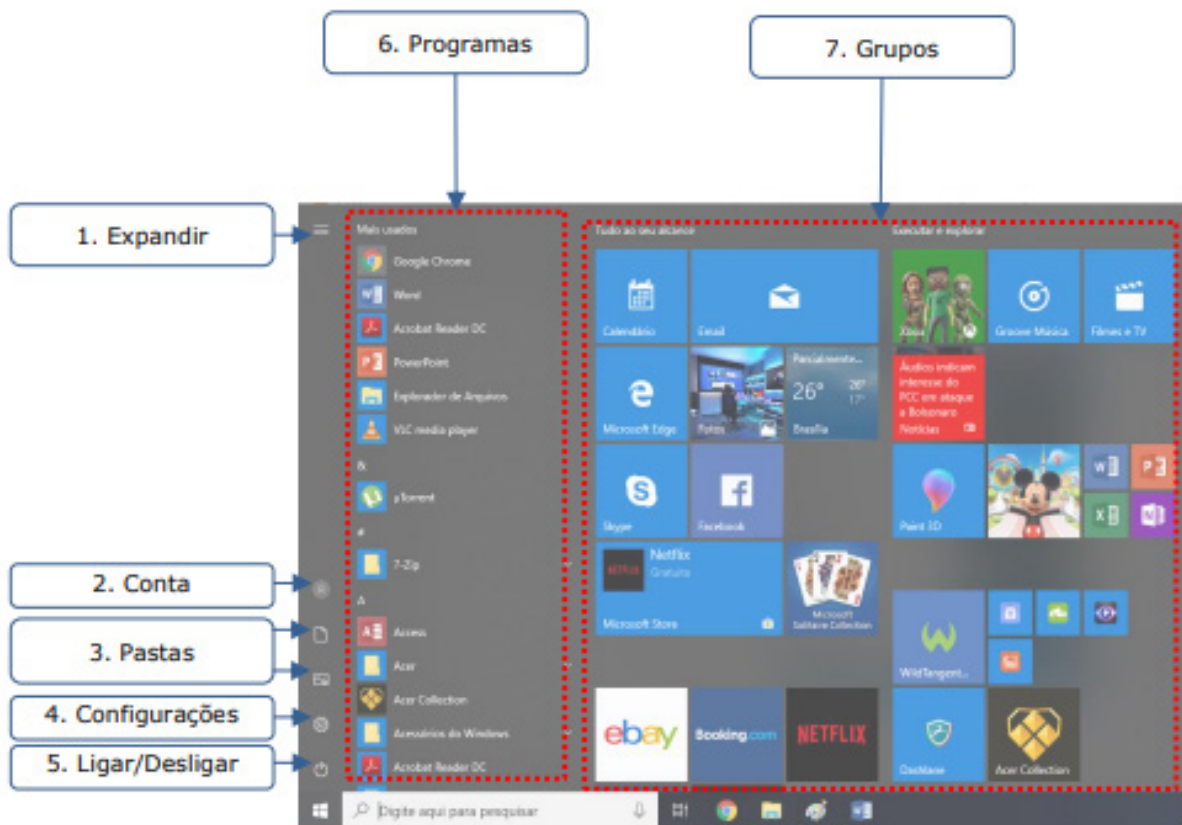 6. Programas
7. Grupos
1. Expandir
2. Conta
3. Pastas
4. Configurações
5. Ligar/Desligar
Mais usados
Google Chrome
Word
Acrobat Reader DC
PowerPoint
Explorador de Arquivos
VLC media player
&
µTorrent
#
7-Zip
A
Access
Acer
Acer Collection
Acessórios do Windows
Acrobat Reader DC
Tudo ao seu alcance
Calendário
Email
Microsoft Edge
Fotos
Parcialmente...
26° 26°
17°
Brasília
Skype
Facebook
NETFLIX
Netflix
Gratuito
Microsoft Store
Microsoft
Solitaire Collection
ebay
Booking.com
NETFLIX
Executar e explorar
Xbox
Groove Música
Filmes e TV
Áudios indicam
interesse do
PCC em ataque
a Bolsonaro
Notícias
Paint 3D
WildTangent...
Dashlane
Acer Collection
Digite aqui para pesquisar